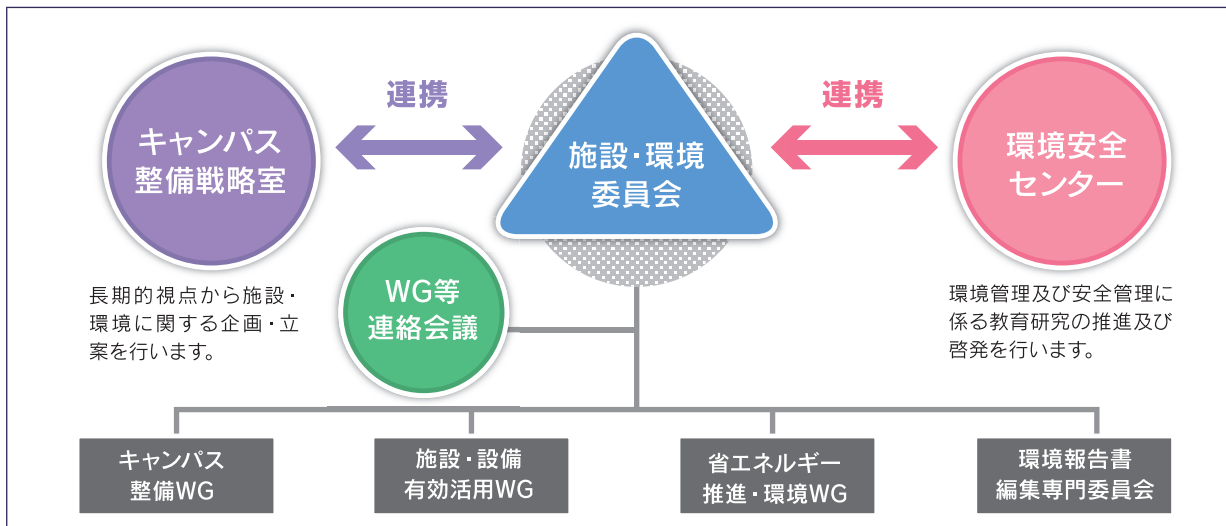 連携
連携
キャンパス
整備戦略室
施設・環境
委員会
環境安全
センター
長期的視点から施設・
環境に関する企画・立
案を行います。
WG等
連絡会議
環境管理及び安全管理に
係る教育研究の推進及び
啓発を行います。
キャンパス
整備WG
施設・設備
有効活用WG
省エネルギー
推進・環境WG
環境報告書
編集専門委員会